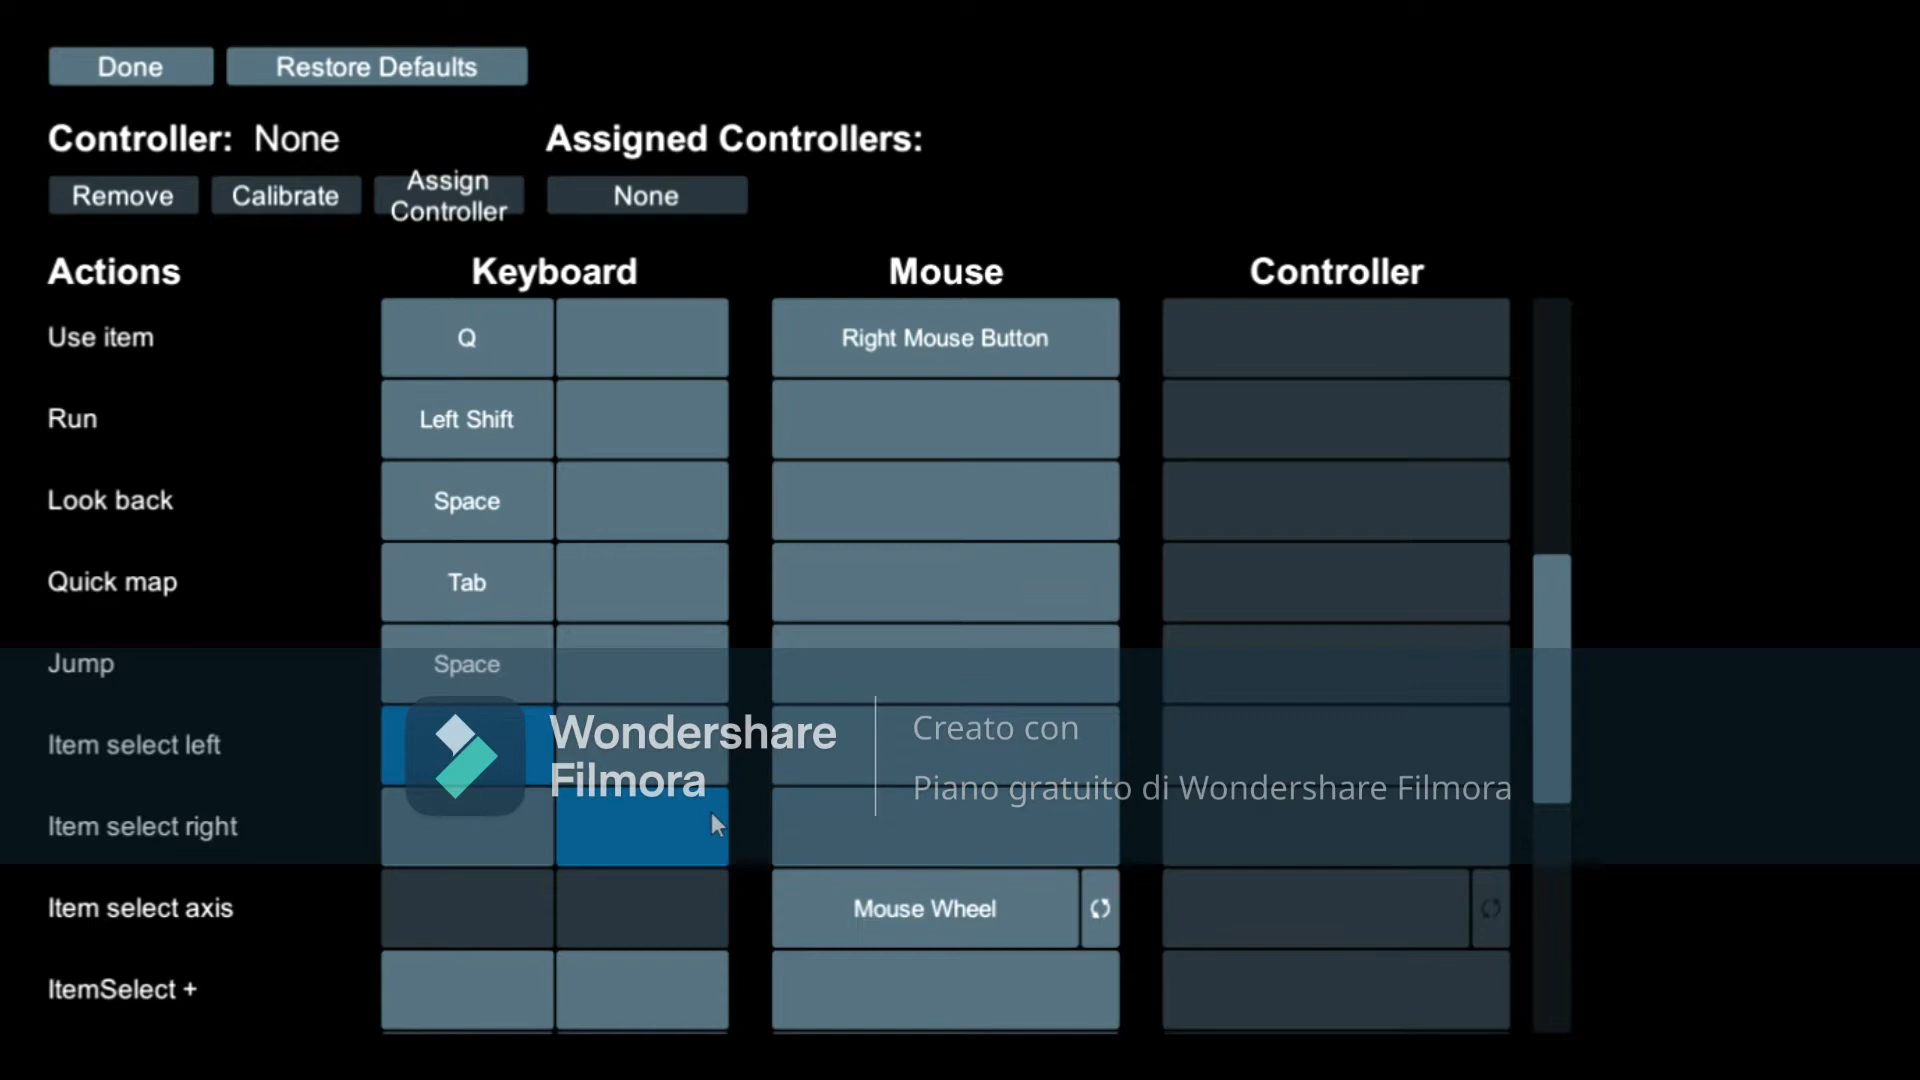 Done
Restore Defaults
Controller: None
Assigned Controllers:
Remove
Calibrate
Assign
Controller
None
Actions
Keyboard
Mouse
Controller
Use item
Q
Right Mouse Button
Run
Left Shift
Look back
Space
Quick map
Tab
Jump
Space
Item select left
Wondershare
Filmora
Creato con
Piano gratuito di Wondershare Filmora
Item select right
Item select axis
Mouse Wheel
ItemSelect +